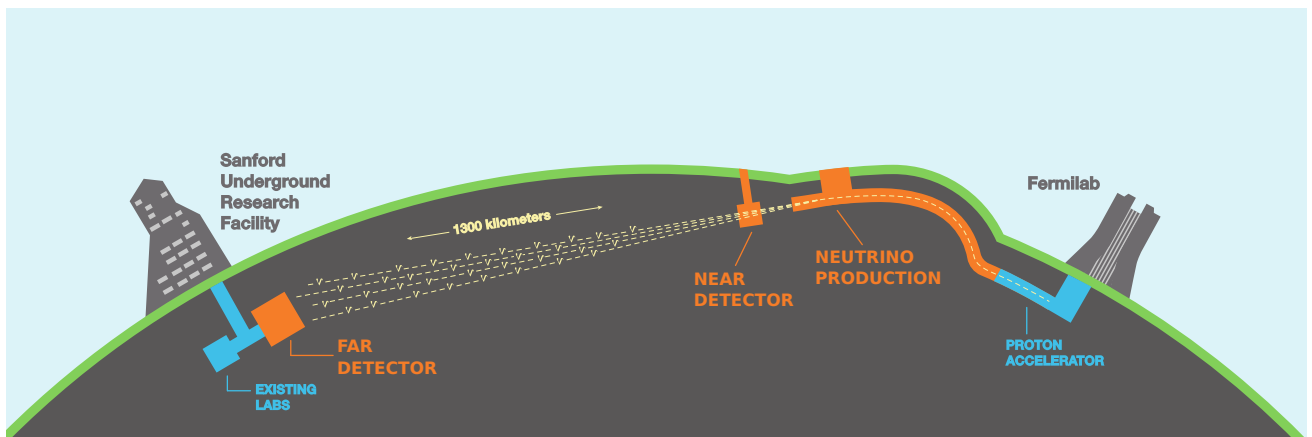 Sanford
Underground
Research
Facility
Fermilab
1300 kilometers
NEAR
DETECTOR
NEUTRINO
PRODUCTION
FAR
DETECTOR
PROTON
ACCELERATOR
EXISTING
LABS